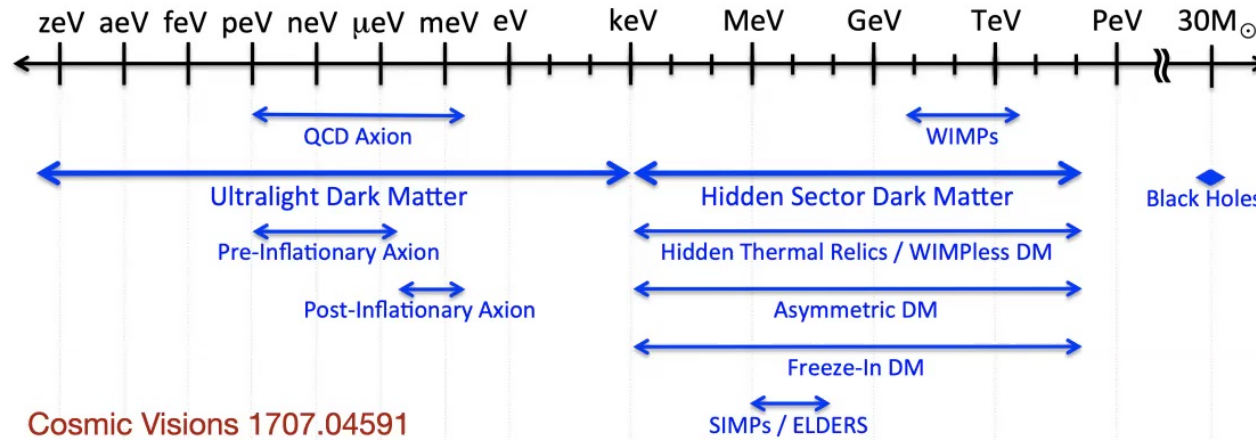 zeV aeV feV peV neV μeV meV eV keV MeV GeV TeV PeV 30M☉
QCD Axion WIMPs
Ultralight Dark Matter Hidden Sector Dark Matter Black Holes
Pre-Inflationary Axion Hidden Thermal Relics / WIMPless DM
Post-Inflationary Axion Asymmetric DM
Freeze-In DM
SIMPs / ELDERS
Cosmic Visions 1707.04591